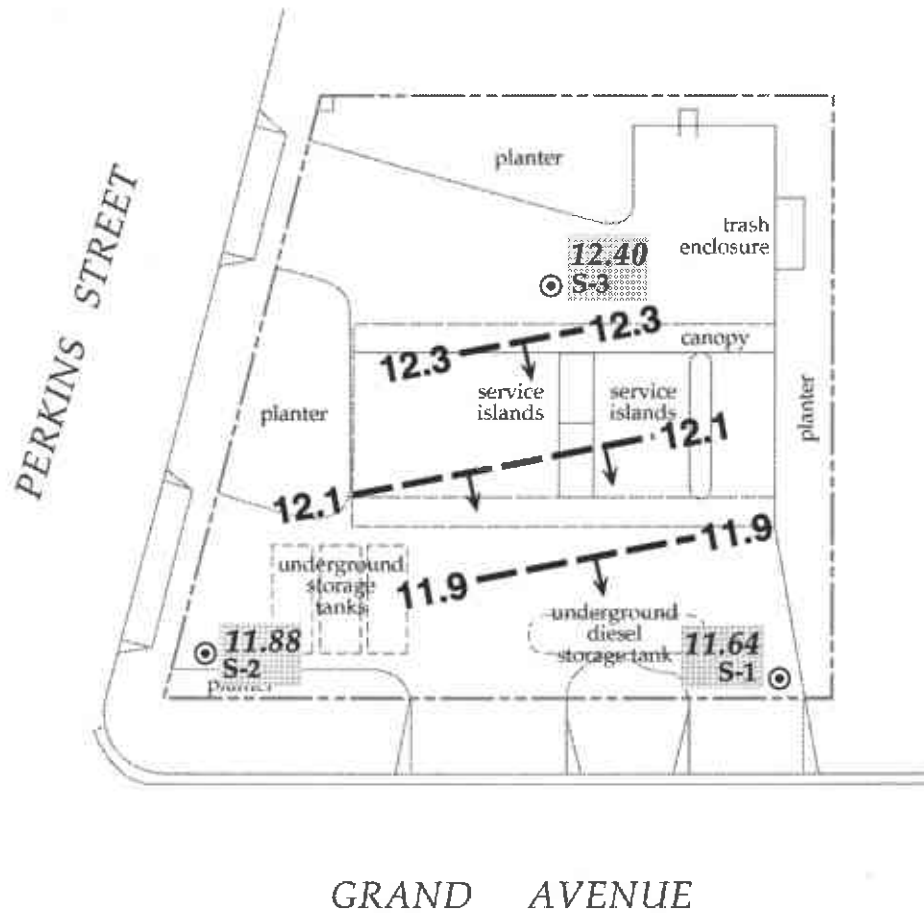 planter
trash
enclosure
12.40
S-3
PERKINS STREET
12.3
12.3
canopy
service
islands
service
islands
planter
planter
12.1
12.1
11.9
11.9
underground
storage
tanks
underground
diesel
storage tank
11.88
S-2
planter
11.64
S-1
GRAND AVENUE